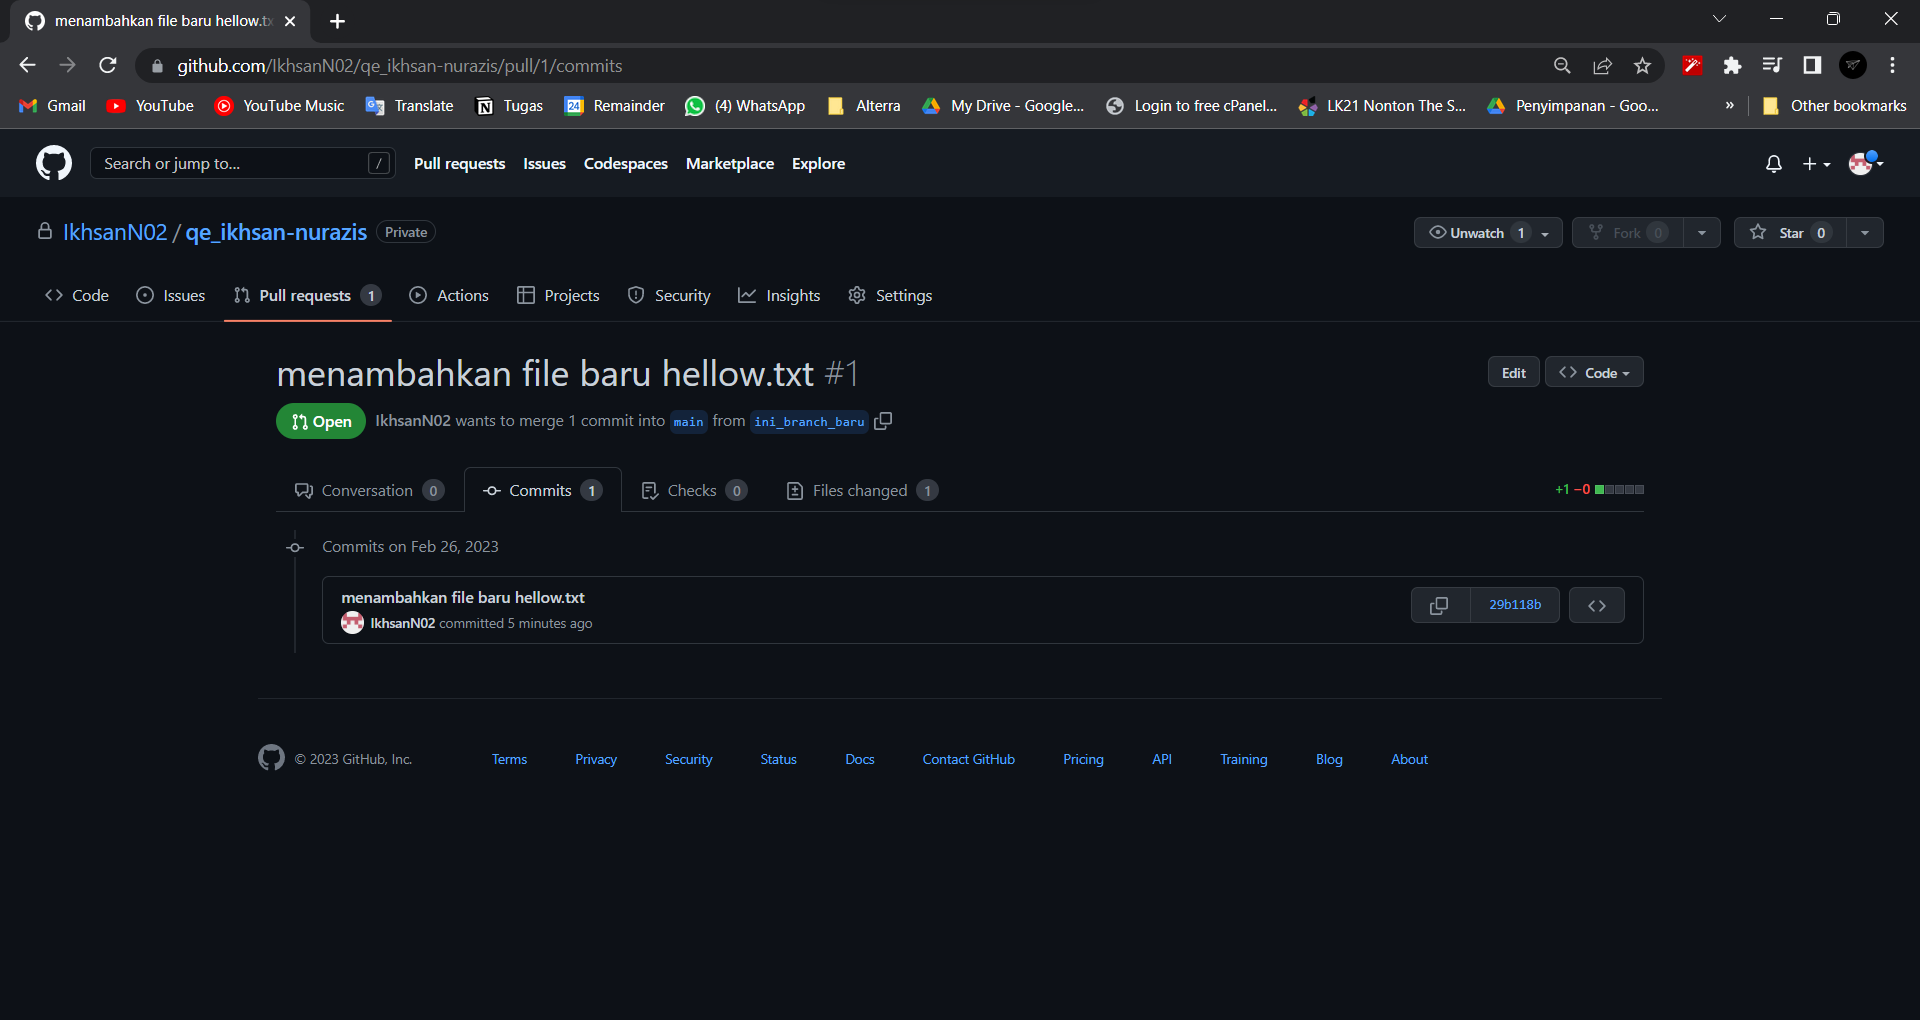 menambahkan file baru hellow.tx
github.com/IkhsanN02/qe_ikhsan-nurazis/pull/1/commits
Gmail YouTube YouTube Music Translate Tugas 24 Remainder (4) WhatsApp Alterra My Drive - Google... Login to free cPanel... LK21 Nonton The S... Penyimpanan - Goo... » Other bookmarks
Search or jump to... / Pull requests Issues Codespaces Marketplace Explore
IkhsanN02 / qe_ikhsan-nurazis Private Unwatch 1 Fork 0 Star 0
Code Issues Pull requests 1 Actions Projects Security Insights Settings
menambahkan file baru hellow.txt #1 Edit Code
Open IkhsanN02 wants to merge 1 commit into main from ini_branch_baru
Conversation 0 Commits 1 Checks 0 Files changed 1 +1 −0
Commits on Feb 26, 2023
menambahkan file baru hellow.txt
29b118b
IkhsanN02 committed 5 minutes ago
© 2023 GitHub, Inc. Terms Privacy Security Status Docs Contact GitHub Pricing API Training Blog About